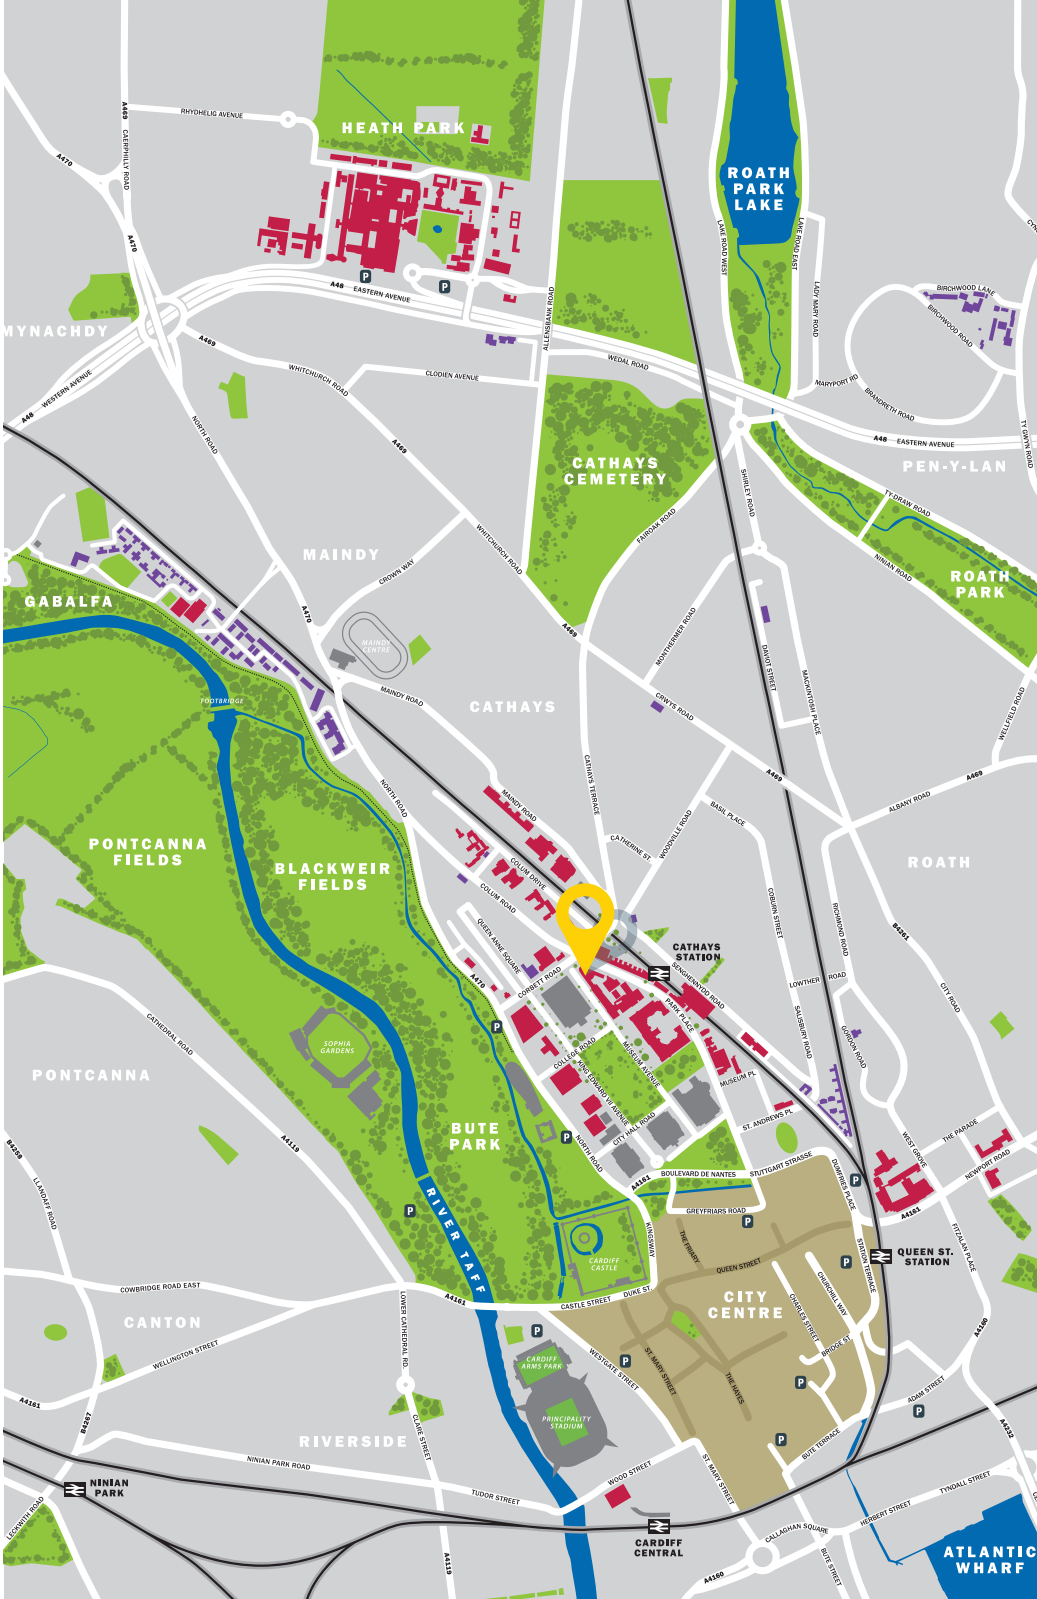 A469
RHYDHELIG AVENUE
HEATH PARK
CAERPHILLY ROAD
A470
ROATH
PARK
LAKE
A470
LAKE ROAD WEST
LAKE ROAD EAST
P
P
A48
EASTERN AVENUE
ALLENSBANK ROAD
LADY MARY ROAD
BIRCHWOOD LANE
BIRCHWOOD ROAD
MYNACHDY
A469
WHITCHURCH ROAD
CLODIEN AVENUE
WEDAL ROAD
MARYPORT RD
BRANDRETH ROAD
WESTERN AVENUE
A48
NORTH ROAD
A469
TY GWYN ROAD
A48
EASTERN AVENUE
PEN-Y-LAN
CATHAYS
CEMETERY
SHIRLEY ROAD
TY-DRAW ROAD
FAIROAK ROAD
WHITCHURCH ROAD
MAINDY
CROWN WAY
NINIAN ROAD
ROATH
PARK
GABALFA
A470
A469
MAINDY
CENTRE
MONTHERMER ROAD
DAVIOT STREET
MACKINTOSH PLACE
MAINDY ROAD
FOOTBRIDGE
CATHAYS
CRWYS ROAD
WELLFIELD ROAD
CATHAYS TERRACE
A469
A469
NORTH ROAD
MAINDY ROAD
BASIL PLACE
ALBANY ROAD
WOODVILLE ROAD
CATHERINE ST.
PONTCANNA
FIELDS
BLACKWEIR
FIELDS
COLUM DRIVE
COLUM ROAD
ROATH
COBURN STREET
RICHMOND ROAD
B4261
QUEEN ANNE SQUARE
CATHAYS
STATION
SENGHENNYDD ROAD
A470
CORBETT ROAD
LOWTHER ROAD
CITY ROAD
PARK PLACE
CATHEDRAL ROAD
P
SALISBURY ROAD
GORDON ROAD
SOPHIA
GARDENS
COLLEGE ROAD
MUSEUM AVENUE
KING EDWARD VII AVENUE
MUSEUM PL
PONTCANNA
BUTE
PARK
P
CITY HALL ROAD
ST. ANDREWS PL
THE PARADE
WEST GROVE
NEWPORT ROAD
B4258
A4119
NORTH ROAD
BOULEVARD DE NANTES
STUTTGART STRASSE
DUMFRIES PLACE
A4161
P
LLANDAFF ROAD
RIVER TAFF
P
GREYFRIARS ROAD
P
A4161
KINGSWAY
THE FRIARY
FITZALAN PLACE
CARDIFF
CASTLE
QUEEN STREET
STATION TERRACE
P
QUEEN ST.
STATION
COWBRIDGE ROAD EAST
A4161
CASTLE STREET
DUKE ST.
CITY
CENTRE
CHURCHILL WAY
CHARLES STREET
CANTON
LOWER CATHEDRAL RD.
A4160
WELLINGTON STREET
P
BRIDGE ST
CARDIFF
ARMS PARK
WESTGATE STREET
P
ST. MARY STREET
THE HAYES
P
ADAM STREET
P
A4161
B4267
CLARE STREET
PRINCIPALITY
STADIUM
A4233
RIVERSIDE
P
BUTE TERRACE
NINIAN PARK ROAD
WOOD STREET
ST. MARY STREET
NINIAN
PARK
TUDOR STREET
TYNDALL STREET
LECKWITH ROAD
HERBERT STREET
CALLAGHAN SQUARE
CARDIFF
CENTRAL
ATLANTIC
WHARF
A4119
A4160
BUTE STREET